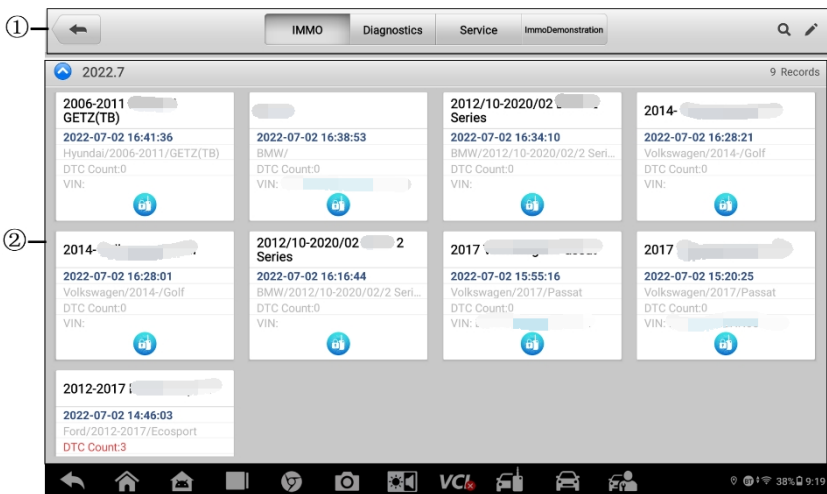 ①
IMMO
Diagnostics
Service
ImmoDemonstration
2022.7
9 Records
②
2006-2011
GETZ(TB)
2022-07-02 16:41:36
Hyundai/2006-2011/GETZ(TB)
DTC Count:0
VIN:
2022-07-02 16:38:53
BMW/
DTC Count:0
VIN:
2012/10-2020/02 2
Series
2022-07-02 16:34:10
BMW/2012/10-2020/02/2 Seri...
DTC Count:0
VIN:
2014-
2022-07-02 16:28:21
Volkswagen/2014-/Golf
DTC Count:0
VIN:
2014-
2022-07-02 16:28:01
Volkswagen/2014-/Golf
DTC Count:0
VIN:
2012/10-2020/02 2
Series
2022-07-02 16:16:44
BMW/2012/10-2020/02/2 Seri...
DTC Count:0
VIN:
2017
2022-07-02 15:55:16
Volkswagen/2017/Passat
DTC Count:0
VIN:
2017
2022-07-02 15:20:25
Volkswagen/2017/Passat
DTC Count:0
VIN:
2012-2017
2022-07-02 14:46:03
Ford/2012-2017/Ecosport
DTC Count:3
VCI
38% 9:19